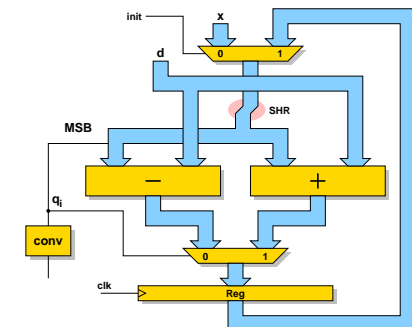 init
x
0 1
d
SHR
MSB
− +
qi
conv
0 1
clk
Reg